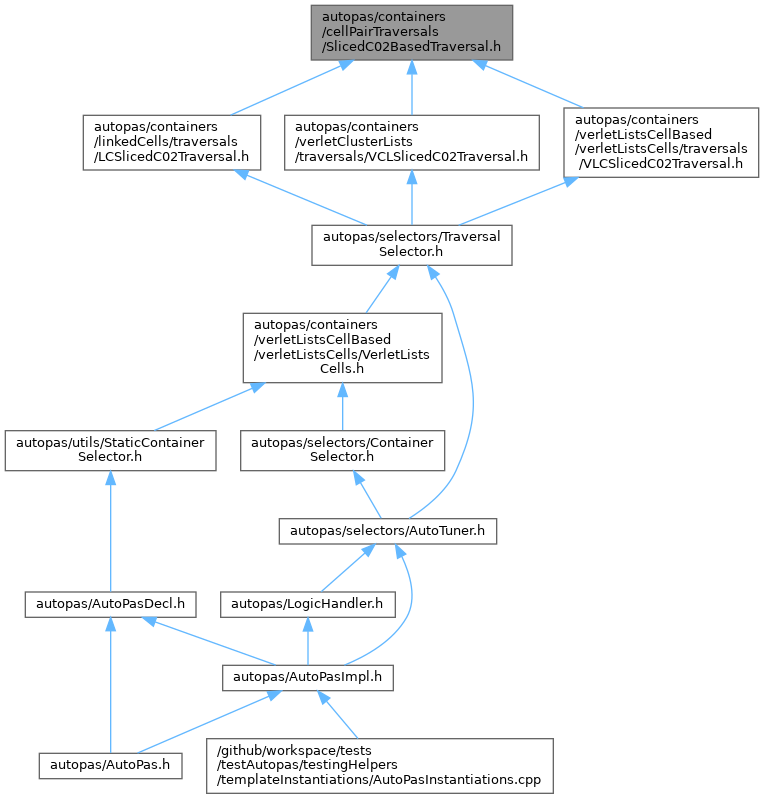 autopas/containers
/cellPairTraversals
/SlicedC02BasedTraversal.h
autopas/containers
/linkedCells/traversals
/LCSlicedC02Traversal.h
autopas/containers
/verletClusterLists
/traversals/VCLSlicedC02Traversal.h
autopas/containers
/verletListsCellBased
/verletListsCells/traversals
/VLCSlicedC02Traversal.h
autopas/selectors/Traversal
Selector.h
autopas/containers
/verletListsCellBased
/verletListsCells/VerletLists
Cells.h
autopas/utils/StaticContainer
Selector.h
autopas/selectors/Container
Selector.h
autopas/selectors/AutoTuner.h
autopas/AutoPasDecl.h
autopas/LogicHandler.h
autopas/AutoPasImpl.h
autopas/AutoPas.h
/github/workspace/tests
/testAutopas/testingHelpers
/templateInstantiations/AutoPasInstantiations.cpp